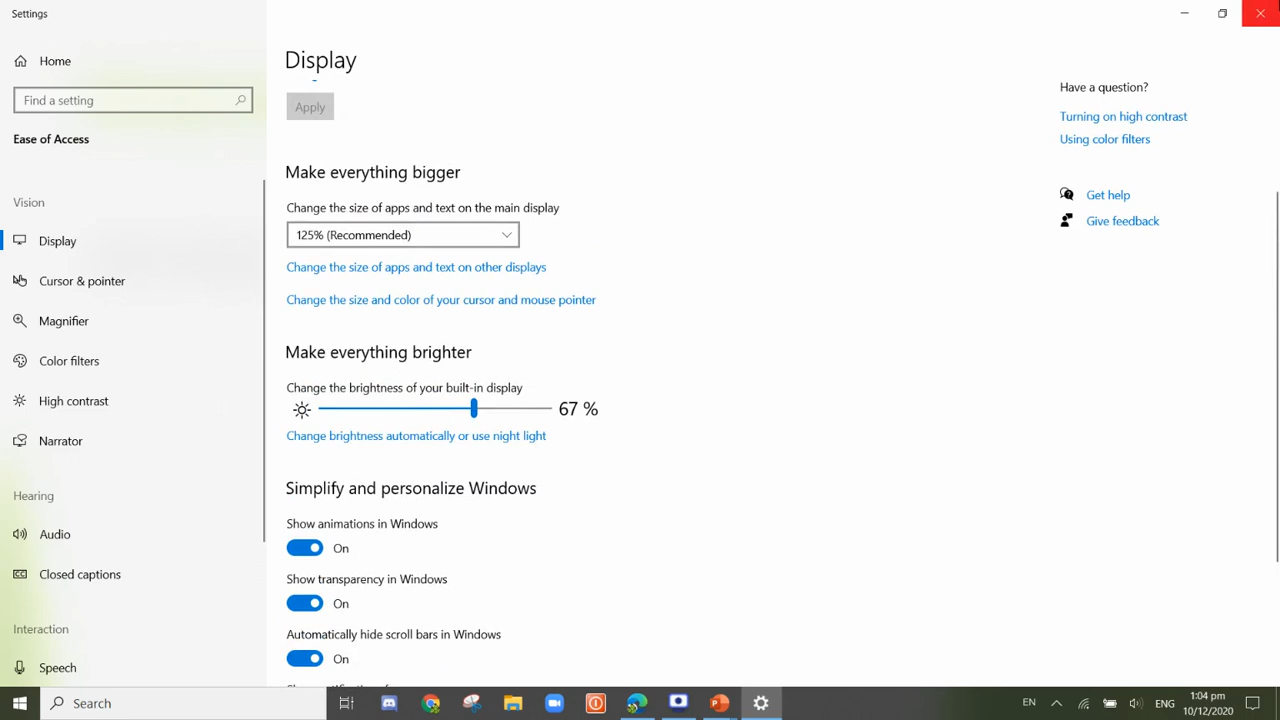 Settings
Home
Find a setting
Ease of Access
Vision
Display
Cursor & pointer
Magnifier
Color filters
High contrast
Narrator
Hearing
Audio
Closed captions
Interaction
Speech
Display
Apply
Make everything bigger
Change the size of apps and text on the main display
125% (Recommended)
Change the size of apps and text on other displays
Change the size and color of your cursor and mouse pointer
Make everything brighter
Change the brightness of your built-in display
67 %
Change brightness automatically or use night light
Simplify and personalize Windows
Show animations in Windows
On
Show transparency in Windows
On
Automatically hide scroll bars in Windows
On
Have a question?
Turning on high contrast
Using color filters
Get help
Give feedback
Search
EN
ENG
1:04 pm
10/12/2020